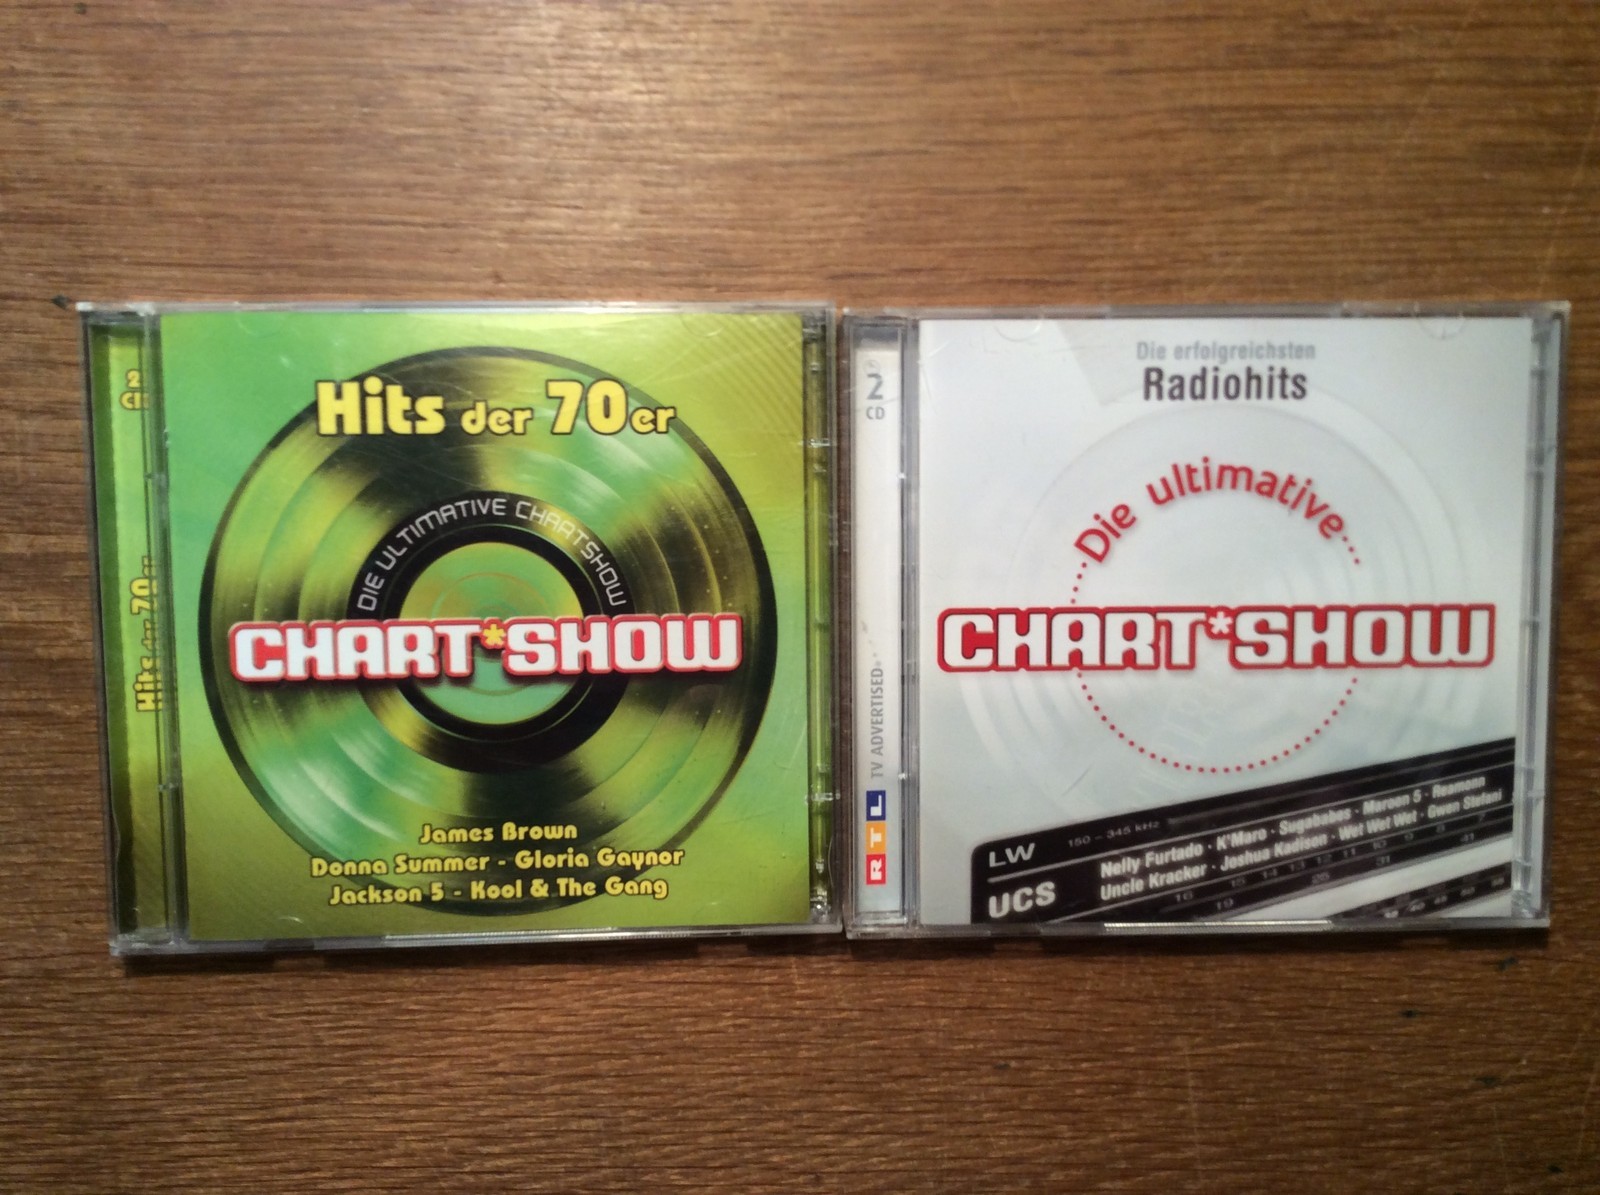 2 CD
Hits der 70er
Hits der 70er
DIE ULTIMATIVE CHARTSHOW
CHART*SHOW
James Brown
Donna Summer - Gloria Gaynor
Jackson 5 - Kool & The Gang
2 CD
TV ADVERTISED
RTL
Die erfolgreichsten
Radiohits
Die ultimative...
CHART*SHOW
LW 150 – 345 kHz
UCS
Nelly Furtado · K'Maro · Sugababes · Maroon 5 · Reamonn
Uncle Kracker · Joshua Kadison · Wet Wet Wet · Gwen Stefani